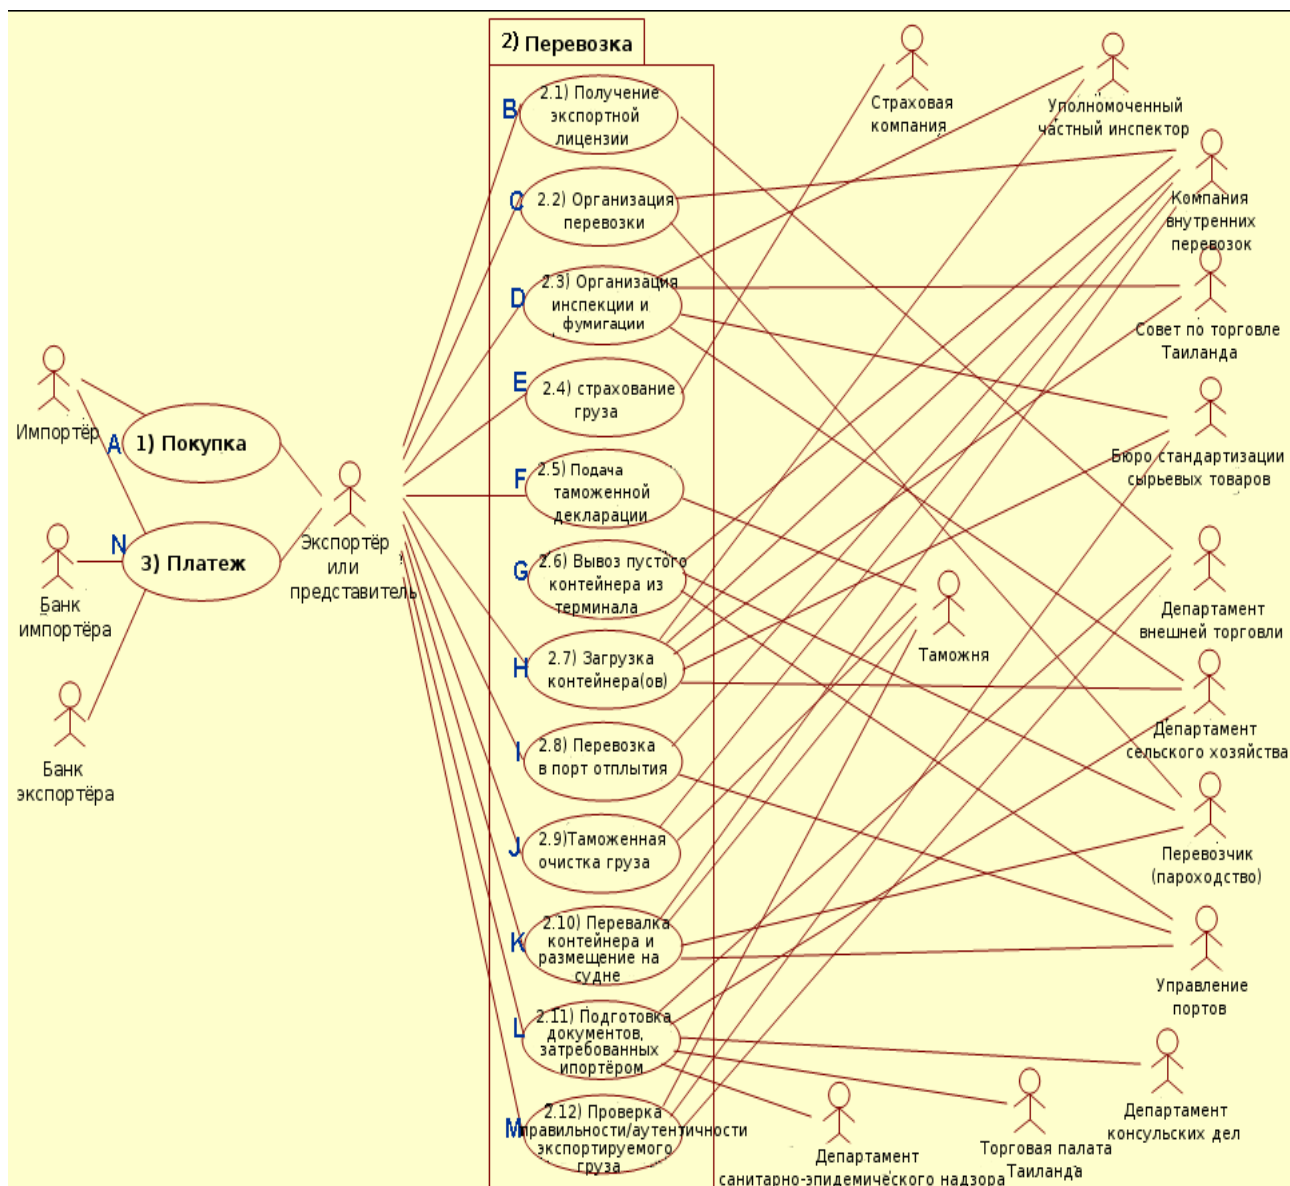 2) Перевозка
B
2.1) Получение
экспортной
лицензии
C
2.2) Организация
перевозки
D
2.3) Организация
инспекции и
фумигации
E
2.4) страхование
груза
F
2.5) Подача
таможенной
декларации
G
2.6) Вывоз пустого
контейнера из
терминала
H
2.7) Загрузка
контейнера(ов)
I
2.8) Перевозка
в порт отплытия
J
2.9)Таможенная
очистка груза
K
2.10) Перевалка
контейнера и
размещение на
судне
L
2.11) Подготовка
документов,
затребованных
ипортёром
M
2.12) Проверка
правильности/аутентичности
экспортируемого
груза
Импортёр
A
1) Покупка
N
3) Платеж
Банк
импортёра
Банк
экспортёра
Экспортёр
или
представитель
Страховая
компания
Уполномоченный
частный инспектор
Компания
внутренних
перевозок
Совет по торговле
Таиланда
Бюро стандартизации
сырьевых товаров
Департамент
внешней торговли
Таможня
Департамент
сельского хозяйства
Перевозчик
(пароходство)
Управление
портов
Департамент
консульских дел
Торговая палата
Таиланда
Департамент
санитарно-эпидемического надзора